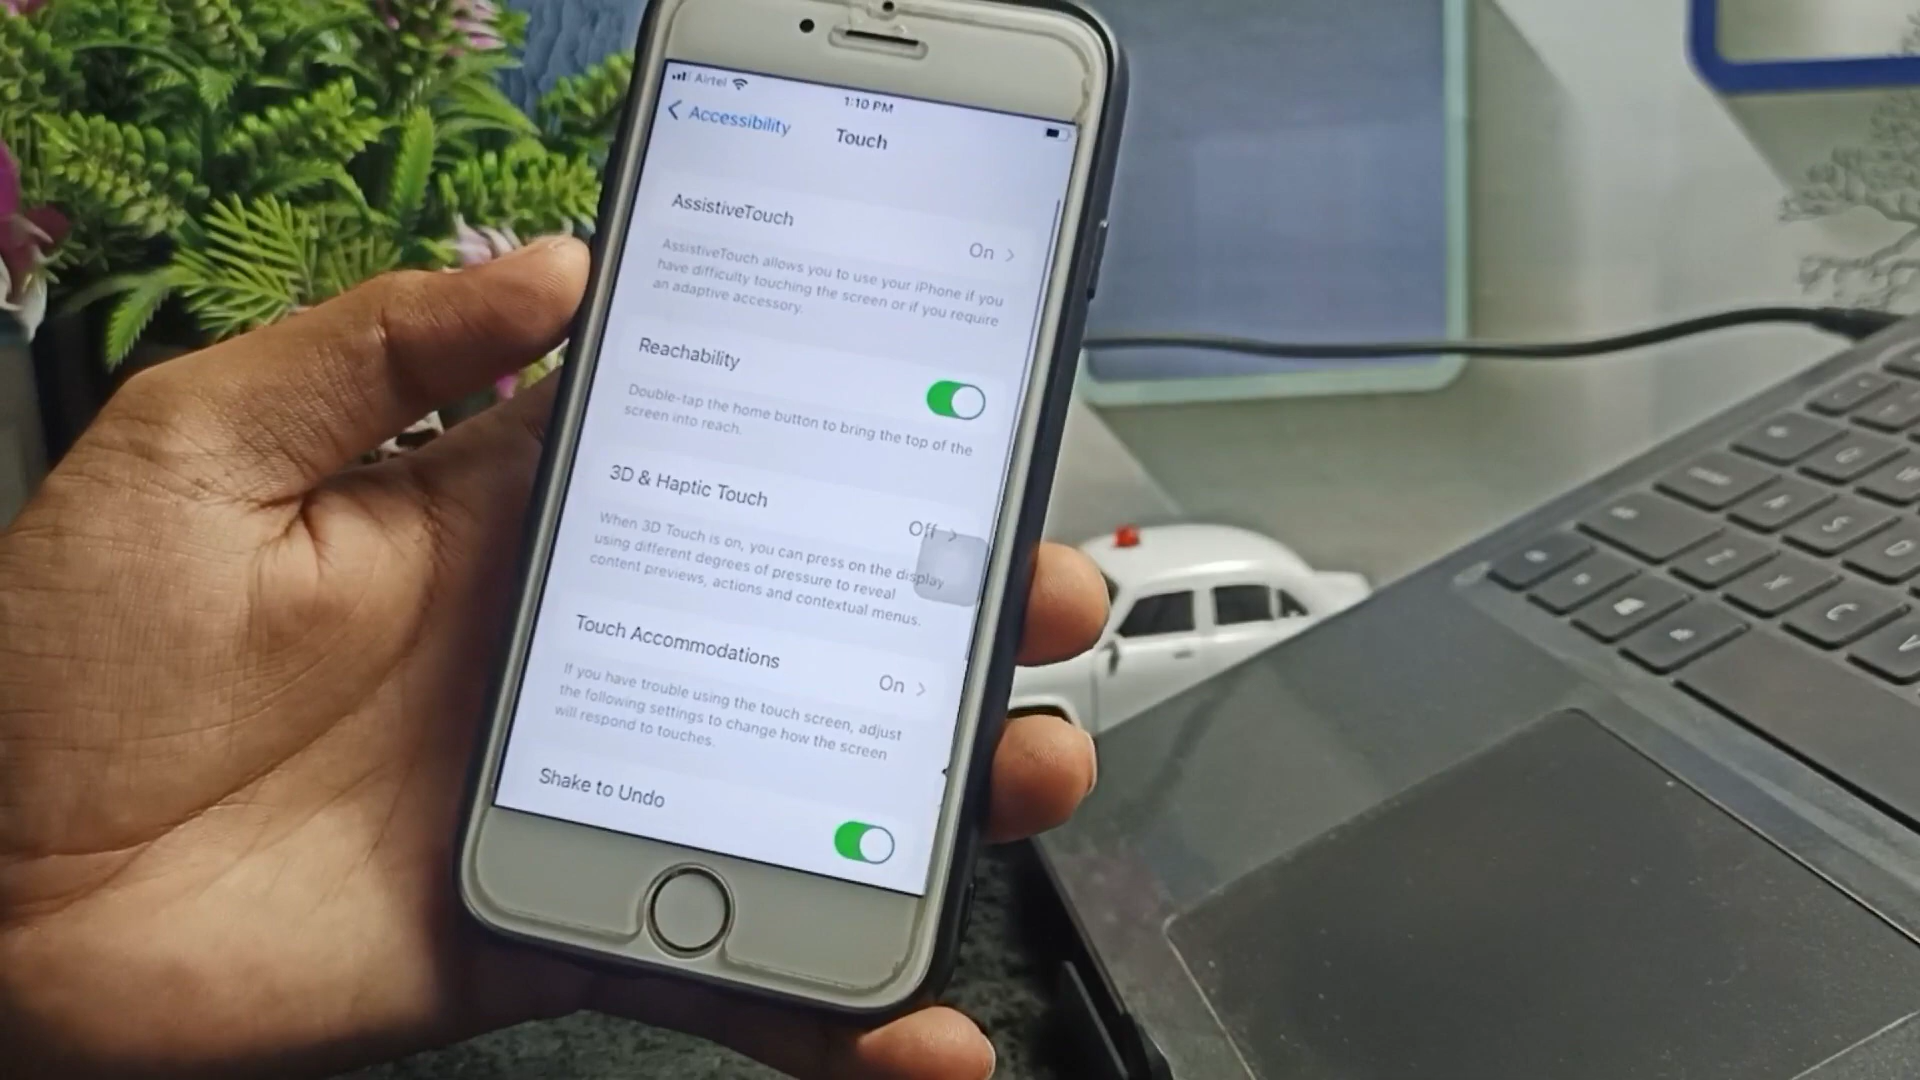 Airtel
1:10 PM
Accessibility
Touch
AssistiveTouch
On
AssistiveTouch allows you to use your iPhone if you
have difficulty touching the screen or if you require
an adaptive accessory.
Reachability
Double-tap the home button to bring the top of the
screen into reach.
3D & Haptic Touch
Off
When 3D Touch is on, you can press on the display
using different degrees of pressure to reveal
content previews, actions and contextual menus.
Touch Accommodations
On
If you have trouble using the touch screen, adjust
the following settings to change how the screen
will respond to touches.
Shake to Undo
A
S
D
Z
X
C
V